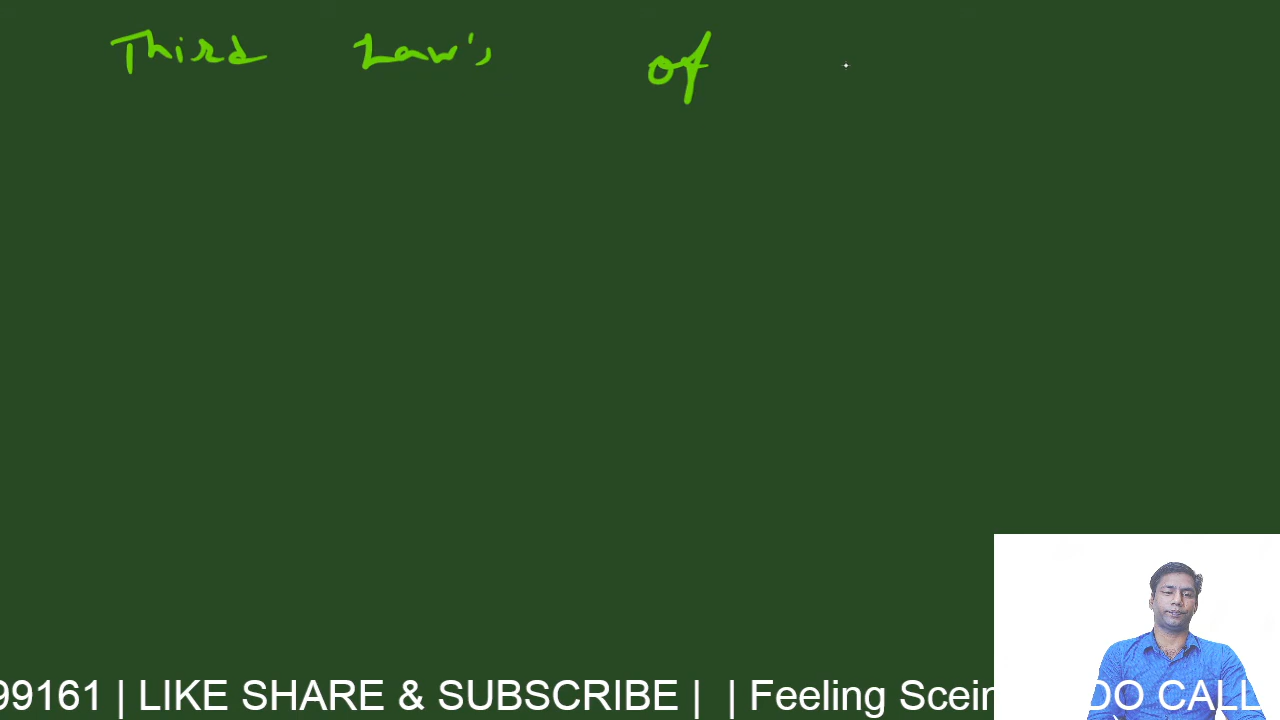 Third Law's of
99161 | LIKE SHARE & SUBSCRIBE | | Feeling Scein DO CALL